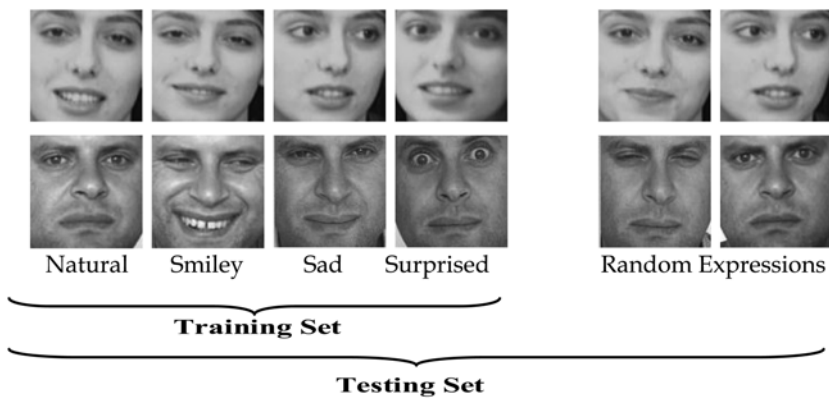 Natural Smiley Sad Surprised Random Expressions
Training Set
Testing Set